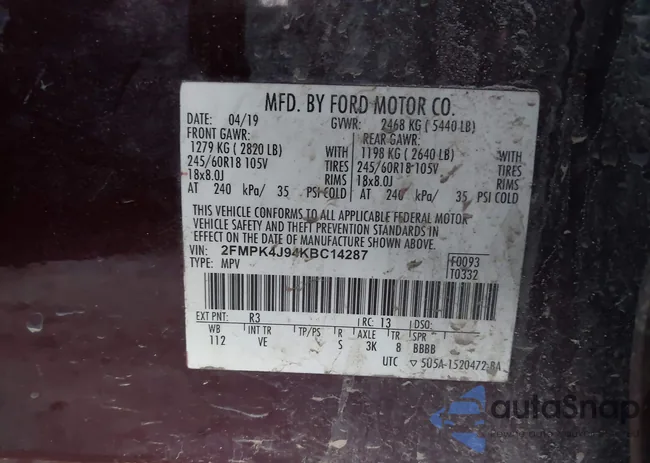 MFD. BY FORD MOTOR CO.
DATE: 04/19 GVWR: 2468 KG ( 5440 LB)
FRONT GAWR: REAR GAWR:
1279 KG ( 2820 LB) WITH 1198 KG ( 2640 LB) WITH
245/60R18 105V TIRES 245/60R18 105V TIRES
18x8.0J RIMS 18x8.0J RIMS
AT 240 kPa/ 35 PSI COLD AT 240 kPa/ 35 PSI COLD
THIS VEHICLE CONFORMS TO ALL APPLICABLE FEDERAL MOTOR
VEHICLE SAFETY AND THEFT PREVENTION STANDARDS IN
EFFECT ON THE DATE OF MANUFACTURE SHOWN ABOVE.
VIN: 2FMPK4J94KBC14287 F0093
TYPE: MPV T0332
EXT PNT: R3 RC: 13 DSO:
WB INT TR TP/PS R AXLE TR SPR
112 VE S 3K 8 BBBB
UTC ▽ 5U5A-1520472-BA
autaSnap